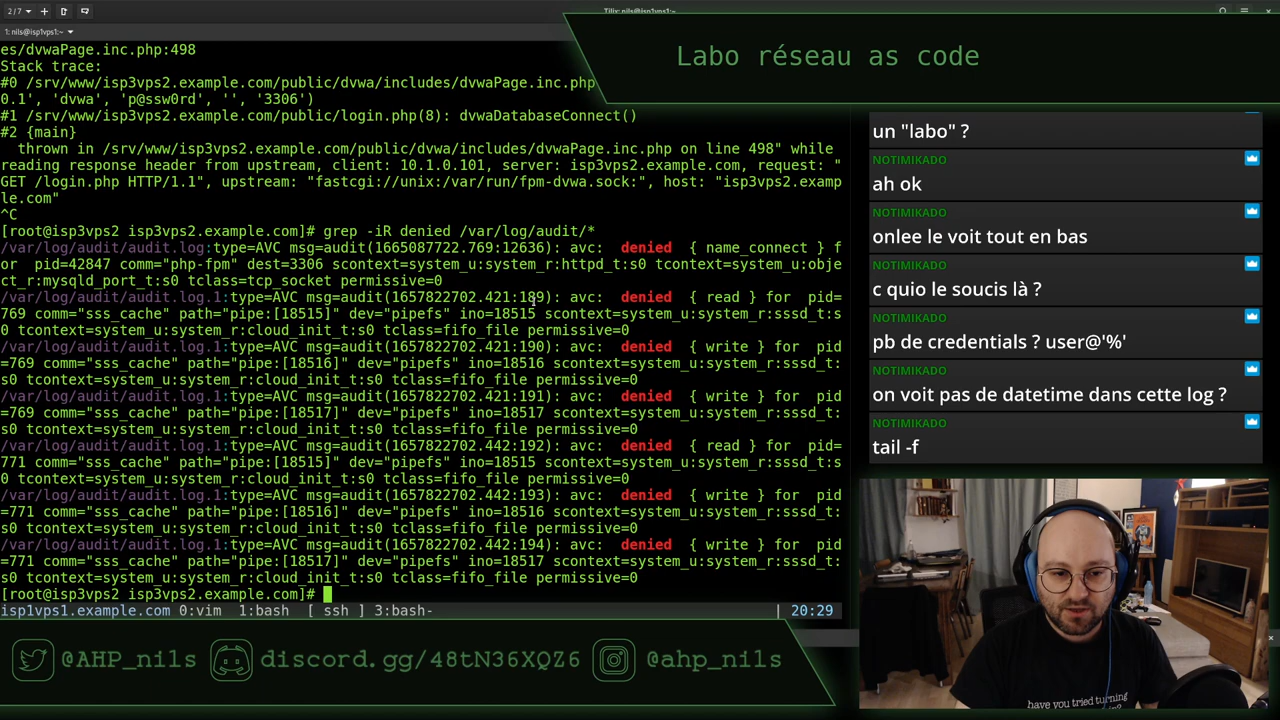 2/7
Tilix: nils@isp1vps1:~
1: nils@isp1vps1:~
Labo réseau as code
es/dvwaPage.inc.php:498
Stack trace:
#0 /srv/www/isp3vps2.example.com/public/dvwa/includes/dvwaPage.inc.php
0.1', 'dvwa', 'p@ssw0rd', '', '3306')
#1 /srv/www/isp3vps2.example.com/public/login.php(8): dvwaDatabaseConnect()
#2 {main}
thrown in /srv/www/isp3vps2.example.com/public/dvwa/includes/dvwaPage.inc.php on line 498" while
reading response header from upstream, client: 10.1.0.101, server: isp3vps2.example.com, request: "
GET /login.php HTTP/1.1", upstream: "fastcgi://unix:/var/run/fpm-dvwa.sock:", host: "isp3vps2.examp
le.com"
^C
[root@isp3vps2 isp3vps2.example.com]# grep -iR denied /var/log/audit/*
/var/log/audit/audit.log:type=AVC msg=audit(1665087722.769:12636): avc:  denied  { name_connect } f
or  pid=42847 comm="php-fpm" dest=3306 scontext=system_u:system_r:httpd_t:s0 tcontext=system_u:obje
ct_r:mysqld_port_t:s0 tclass=tcp_socket permissive=0
/var/log/audit/audit.log.1:type=AVC msg=audit(1657822702.421:189): avc:  denied  { read } for  pid=
769 comm="sss_cache" path="pipe:[18515]" dev="pipefs" ino=18515 scontext=system_u:system_r:sssd_t:s
0 tcontext=system_u:system_r:cloud_init_t:s0 tclass=fifo_file permissive=0
/var/log/audit/audit.log.1:type=AVC msg=audit(1657822702.421:190): avc:  denied  { write } for  pid
=769 comm="sss_cache" path="pipe:[18516]" dev="pipefs" ino=18516 scontext=system_u:system_r:sssd_t:
s0 tcontext=system_u:system_r:cloud_init_t:s0 tclass=fifo_file permissive=0
/var/log/audit/audit.log.1:type=AVC msg=audit(1657822702.421:191): avc:  denied  { write } for  pid
=769 comm="sss_cache" path="pipe:[18517]" dev="pipefs" ino=18517 scontext=system_u:system_r:sssd_t:
s0 tcontext=system_u:system_r:cloud_init_t:s0 tclass=fifo_file permissive=0
/var/log/audit/audit.log.1:type=AVC msg=audit(1657822702.442:192): avc:  denied  { read } for  pid=
771 comm="sss_cache" path="pipe:[18515]" dev="pipefs" ino=18515 scontext=system_u:system_r:sssd_t:s
0 tcontext=system_u:system_r:cloud_init_t:s0 tclass=fifo_file permissive=0
/var/log/audit/audit.log.1:type=AVC msg=audit(1657822702.442:193): avc:  denied  { write } for  pid
=771 comm="sss_cache" path="pipe:[18516]" dev="pipefs" ino=18516 scontext=system_u:system_r:sssd_t:
s0 tcontext=system_u:system_r:cloud_init_t:s0 tclass=fifo_file permissive=0
/var/log/audit/audit.log.1:type=AVC msg=audit(1657822702.442:194): avc:  denied  { write } for  pid
=771 comm="sss_cache" path="pipe:[18517]" dev="pipefs" ino=18517 scontext=system_u:system_r:sssd_t:
s0 tcontext=system_u:system_r:cloud_init_t:s0 tclass=fifo_file permissive=0
[root@isp3vps2 isp3vps2.example.com]#
isp1vps1.example.com 0:vim  1:bash  [ ssh ] 3:bash-  | 20:29
un "labo" ?
NOTIMIKADO
ah ok
NOTIMIKADO
onlee le voit tout en bas
NOTIMIKADO
c quio le soucis là ?
NOTIMIKADO
pb de credentials ? user@'%'
NOTIMIKADO
on voit pas de datetime dans cette log ?
NOTIMIKADO
tail -f
have you tried turning
@AHP_nils
discord.gg/48tN36XQZ6
@ahp_nils